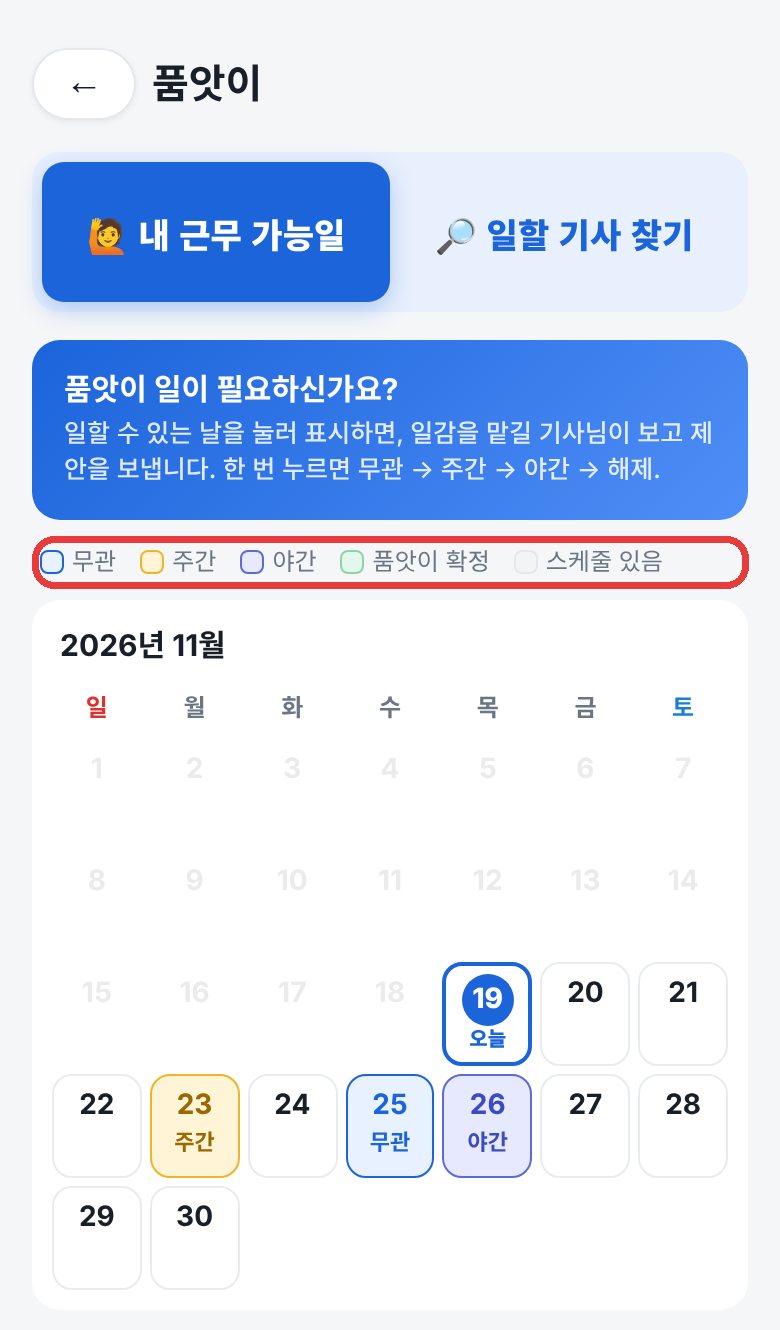 ← 품앗이
🙋 내 근무 가능일 🔎 일할 기사 찾기
품앗이 일이 필요하신가요?
일할 수 있는 날을 눌러 표시하면, 일감을 맡길 기사님이 보고 제
안을 보냅니다. 한 번 누르면 무관 → 주간 → 야간 → 해제.
무관 주간 야간 품앗이 확정 스케줄 있음
2026년 11월
일 월 화 수 목 금 토
1 2 3 4 5 6 7
8 9 10 11 12 13 14
15 16 17 18 19 20 21
오늘
22 23 24 25 26 27 28
주간 무관 야간
29 30